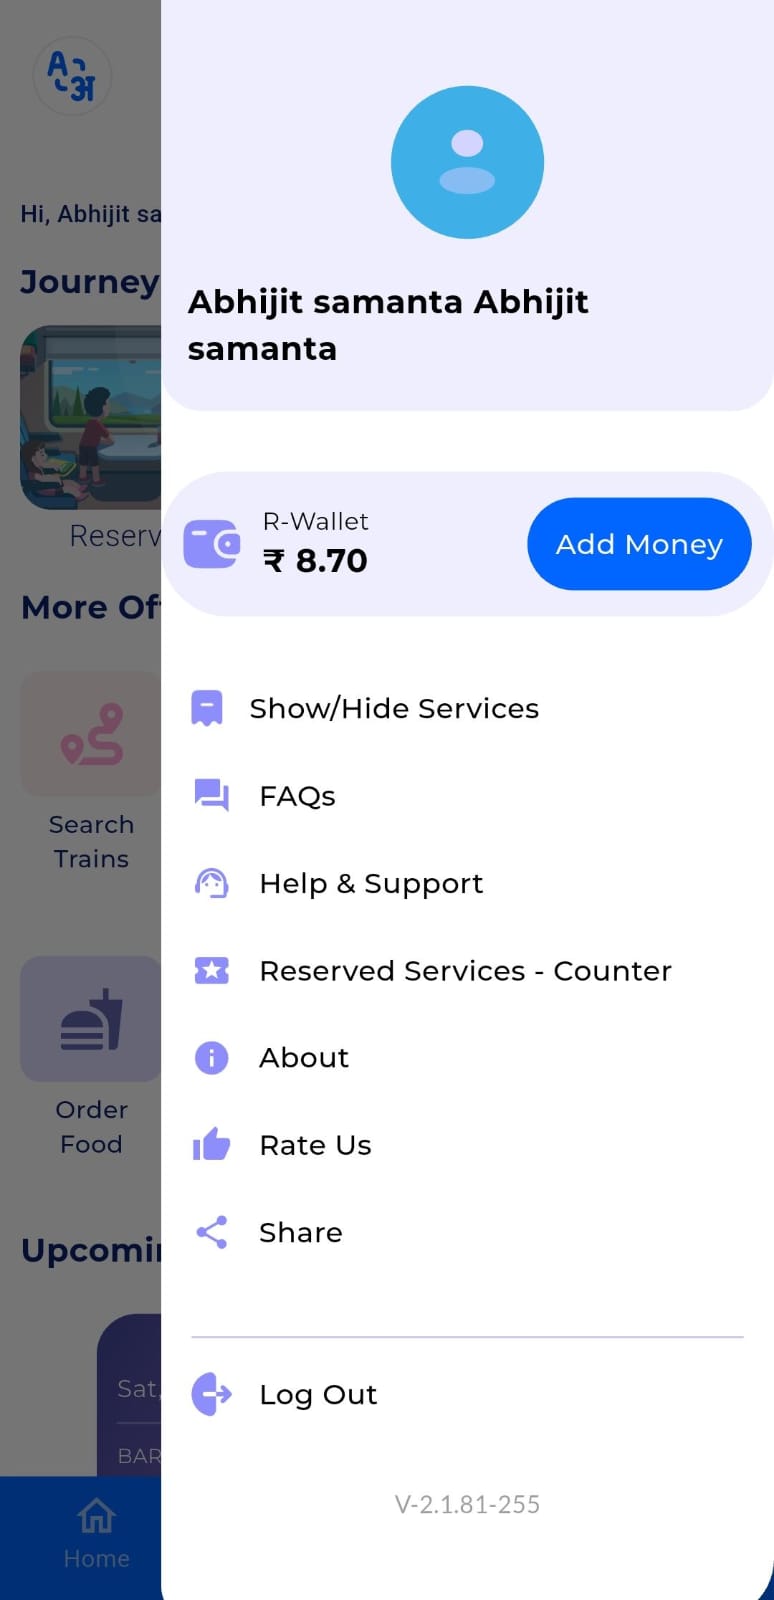 A अ
Hi, Abhijit sa
Journey
Reserv
More Of
Search
Trains
Order
Food
Upcomin
Sat,
BAR
Home
Abhijit samanta Abhijit
samanta
R-Wallet
₹ 8.70
Add Money
Show/Hide Services
FAQs
Help & Support
Reserved Services - Counter
About
Rate Us
Share
Log Out
V-2.1.81-255